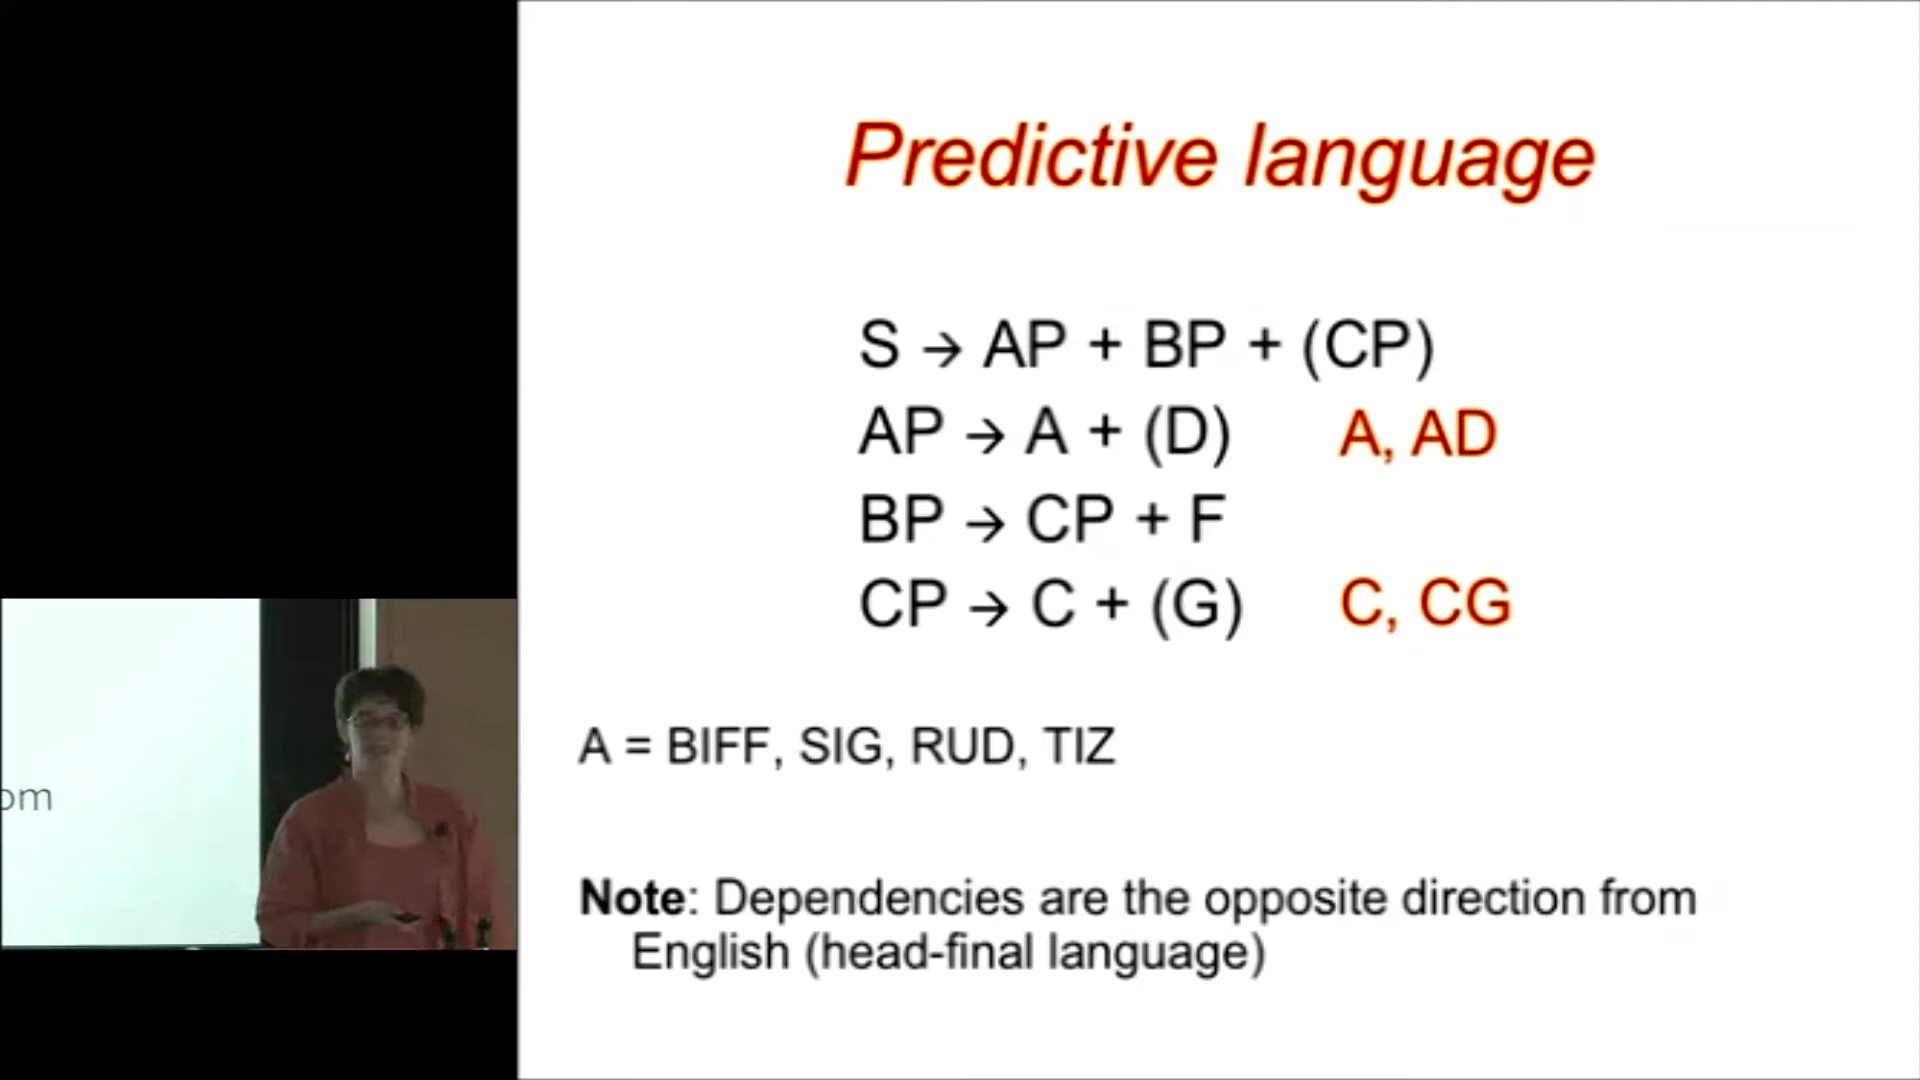 Predictive language
S → AP + BP + (CP)
AP → A + (D) A, AD
BP → CP + F
CP → C + (G) C, CG
A = BIFF, SIG, RUD, TIZ
Note: Dependencies are the opposite direction from
English (head-final language)
om